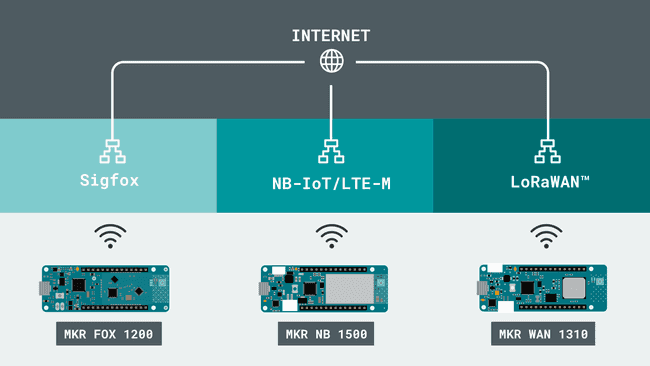 INTERNET
Sigfox
NB-IoT/LTE-M
LoRaWAN™
MKR FOX 1200
MKR NB 1500
MKR WAN 1310